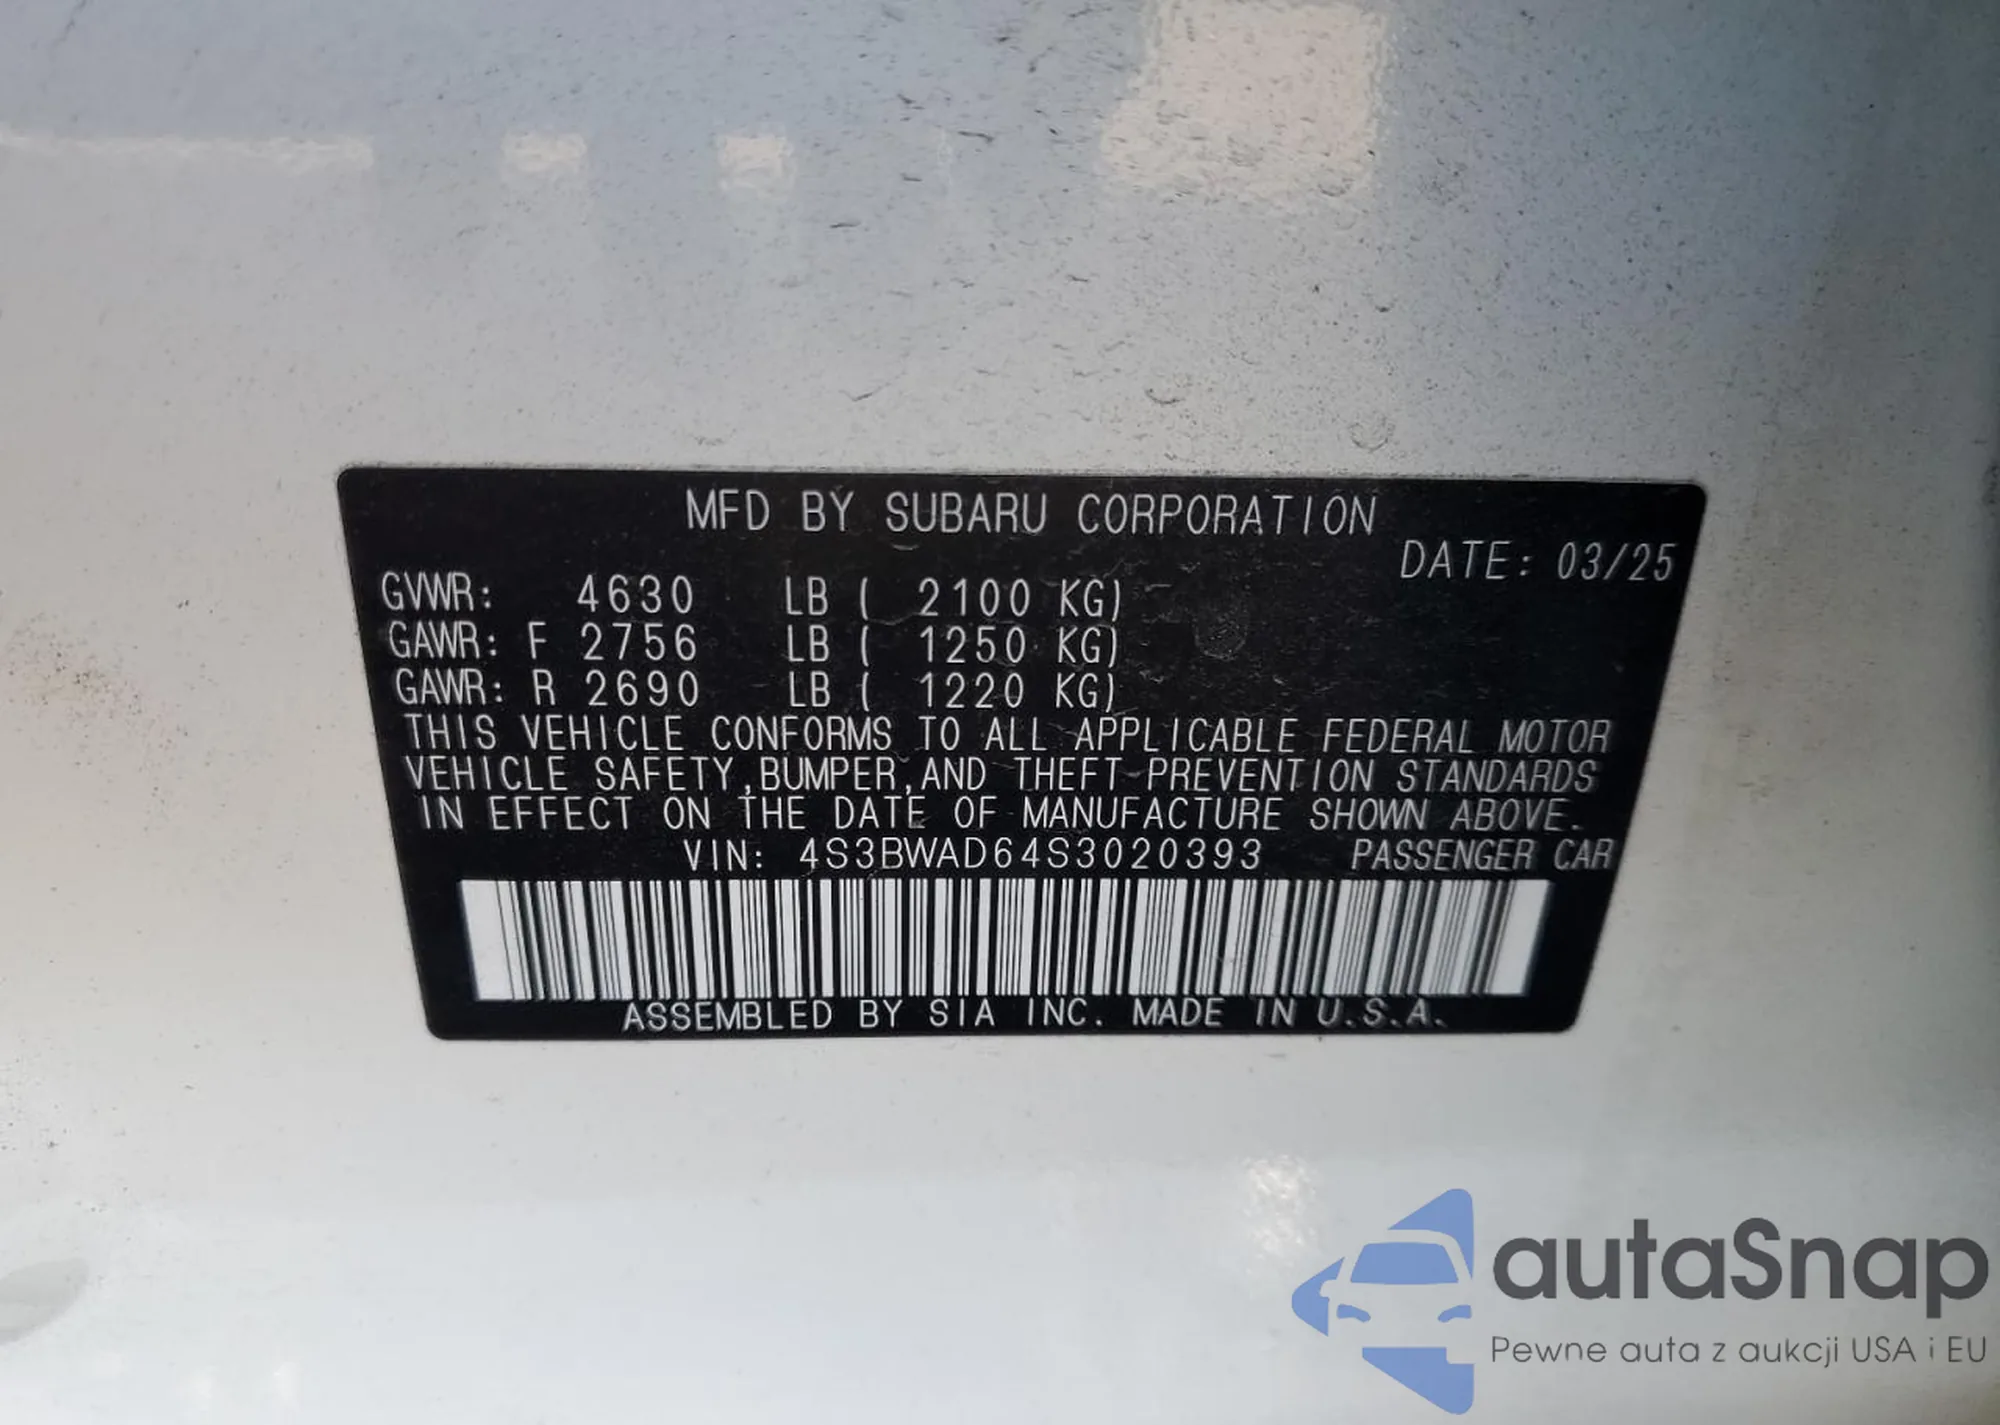 MFD BY SUBARU CORPORATION
DATE: 03/25
GVWR: 4630 LB ( 2100 KG)
GAWR: F 2756 LB ( 1250 KG)
GAWR: R 2690 LB ( 1220 KG)
THIS VEHICLE CONFORMS TO ALL APPLICABLE FEDERAL MOTOR
VEHICLE SAFETY,BUMPER,AND THEFT PREVENTION STANDARDS
IN EFFECT ON THE DATE OF MANUFACTURE SHOWN ABOVE.
VIN: 4S3BWAD64S3020393 PASSENGER CAR
ASSEMBLED BY SIA INC. MADE IN U.S.A.
autaSnap
Pewne auta z aukcji USA i EU